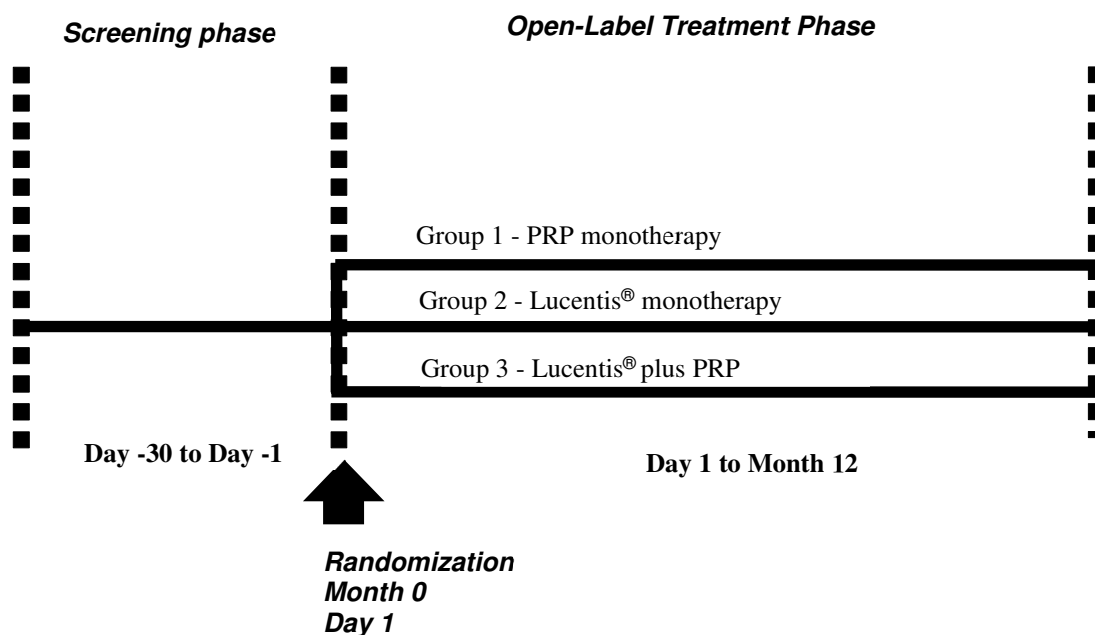 Screening phase
Open-Label Treatment Phase
Group 1 - PRP monotherapy
Group 2 - Lucentis® monotherapy
Group 3 - Lucentis® plus PRP
Day -30 to Day -1
Day 1 to Month 12
Randomization
Month 0
Day 1